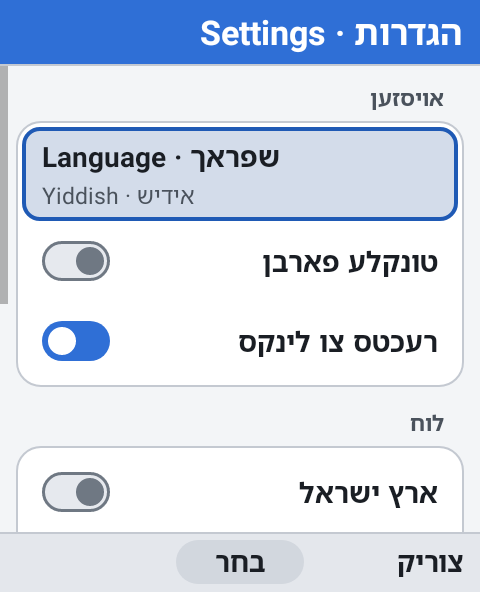 הגדרות · Settings
אויסזען
שפראך · Language
אידיש · Yiddish
טונקלע פארבן
רעכטס צו לינקס
לוח
ארץ ישראל
צוריק
בחר